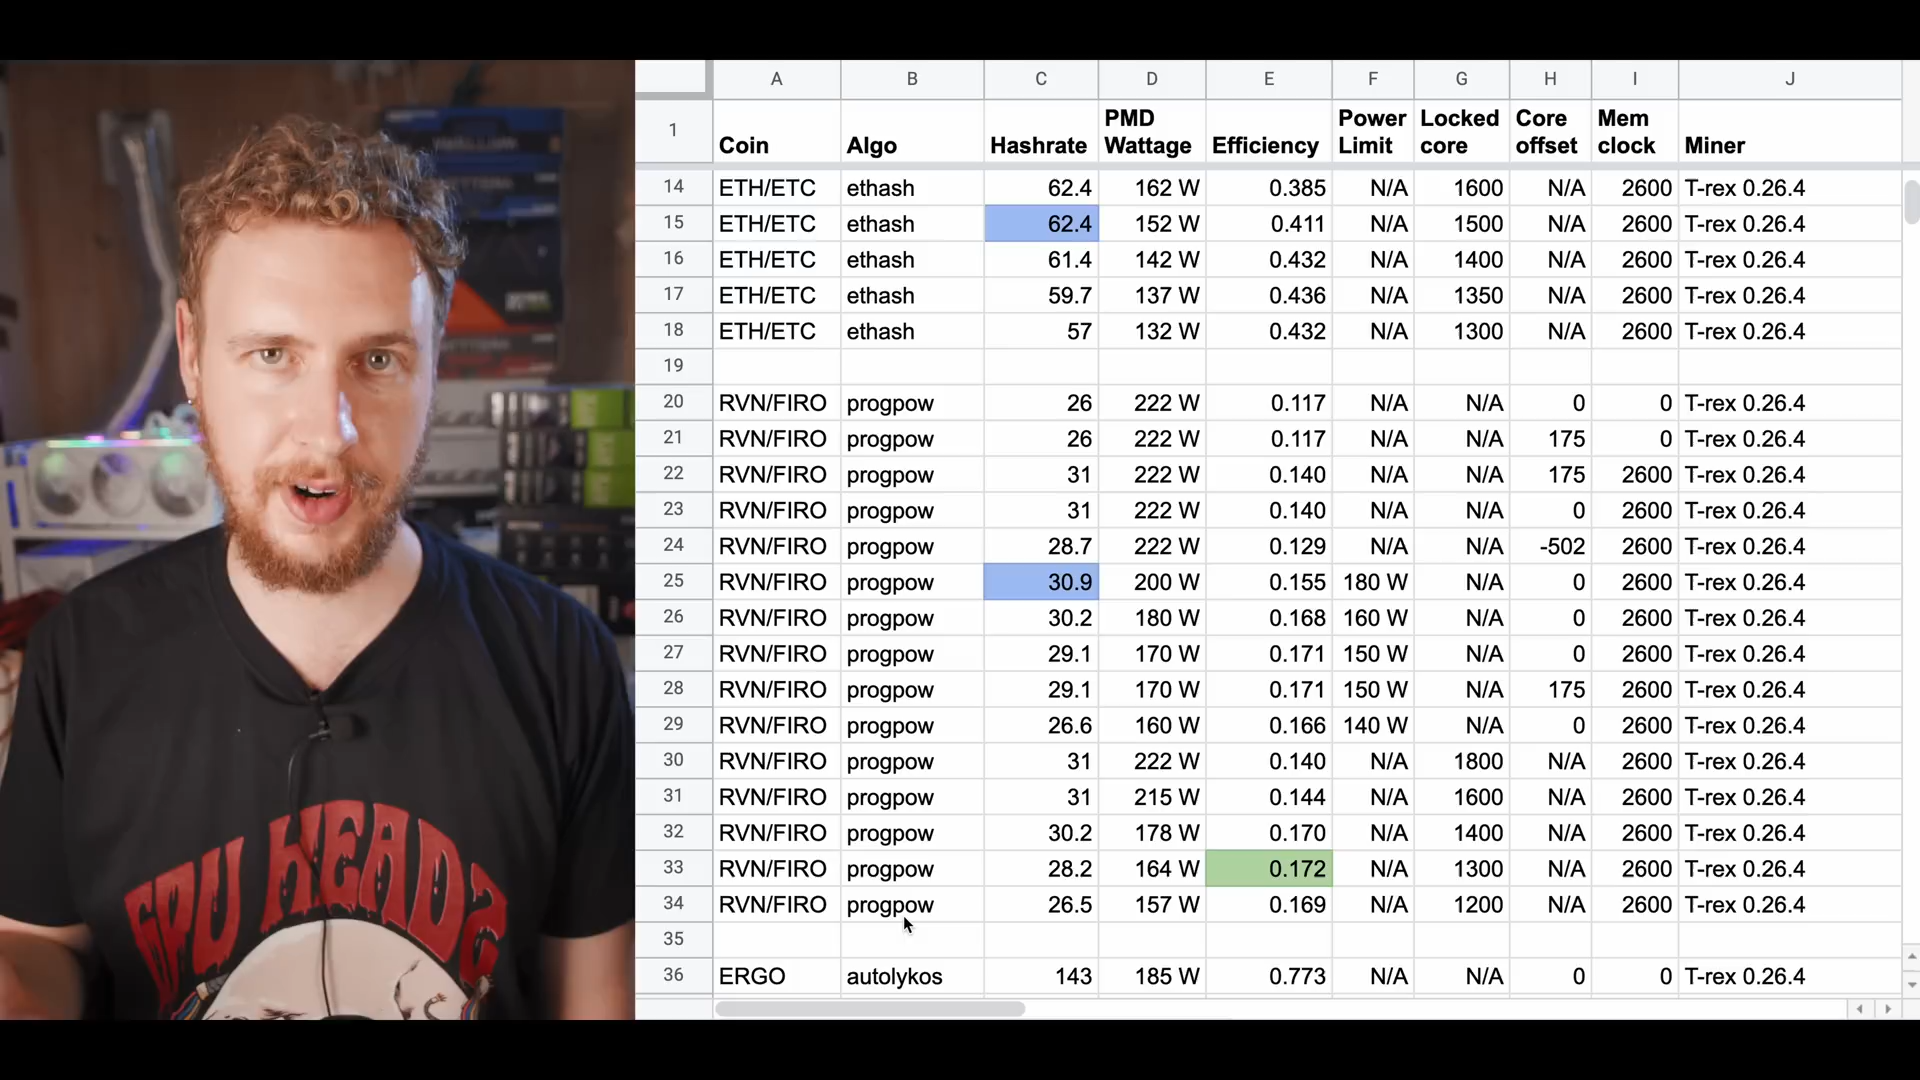 GPU HEADZ
A B C D E F G H I J
1 Coin Algo Hashrate PMD Wattage Efficiency Power Limit Locked core Core offset Mem clock Miner
14 ETH/ETC ethash 62.4 162 W 0.385 N/A 1600 N/A 2600 T-rex 0.26.4
15 ETH/ETC ethash 62.4 152 W 0.411 N/A 1500 N/A 2600 T-rex 0.26.4
16 ETH/ETC ethash 61.4 142 W 0.432 N/A 1400 N/A 2600 T-rex 0.26.4
17 ETH/ETC ethash 59.7 137 W 0.436 N/A 1350 N/A 2600 T-rex 0.26.4
18 ETH/ETC ethash 57 132 W 0.432 N/A 1300 N/A 2600 T-rex 0.26.4
19
20 RVN/FIRO progpow 26 222 W 0.117 N/A N/A 0 0 T-rex 0.26.4
21 RVN/FIRO progpow 26 222 W 0.117 N/A N/A 175 0 T-rex 0.26.4
22 RVN/FIRO progpow 31 222 W 0.140 N/A N/A 175 2600 T-rex 0.26.4
23 RVN/FIRO progpow 31 222 W 0.140 N/A N/A 0 2600 T-rex 0.26.4
24 RVN/FIRO progpow 28.7 222 W 0.129 N/A N/A -502 2600 T-rex 0.26.4
25 RVN/FIRO progpow 30.9 200 W 0.155 180 W N/A 0 2600 T-rex 0.26.4
26 RVN/FIRO progpow 30.2 180 W 0.168 160 W N/A 0 2600 T-rex 0.26.4
27 RVN/FIRO progpow 29.1 170 W 0.171 150 W N/A 0 2600 T-rex 0.26.4
28 RVN/FIRO progpow 29.1 170 W 0.171 150 W N/A 175 2600 T-rex 0.26.4
29 RVN/FIRO progpow 26.6 160 W 0.166 140 W N/A 0 2600 T-rex 0.26.4
30 RVN/FIRO progpow 31 222 W 0.140 N/A 1800 N/A 2600 T-rex 0.26.4
31 RVN/FIRO progpow 31 215 W 0.144 N/A 1600 N/A 2600 T-rex 0.26.4
32 RVN/FIRO progpow 30.2 178 W 0.170 N/A 1400 N/A 2600 T-rex 0.26.4
33 RVN/FIRO progpow 28.2 164 W 0.172 N/A 1300 N/A 2600 T-rex 0.26.4
34 RVN/FIRO progpow 26.5 157 W 0.169 N/A 1200 N/A 2600 T-rex 0.26.4
35
36 ERGO autolykos 143 185 W 0.773 N/A N/A 0 0 T-rex 0.26.4